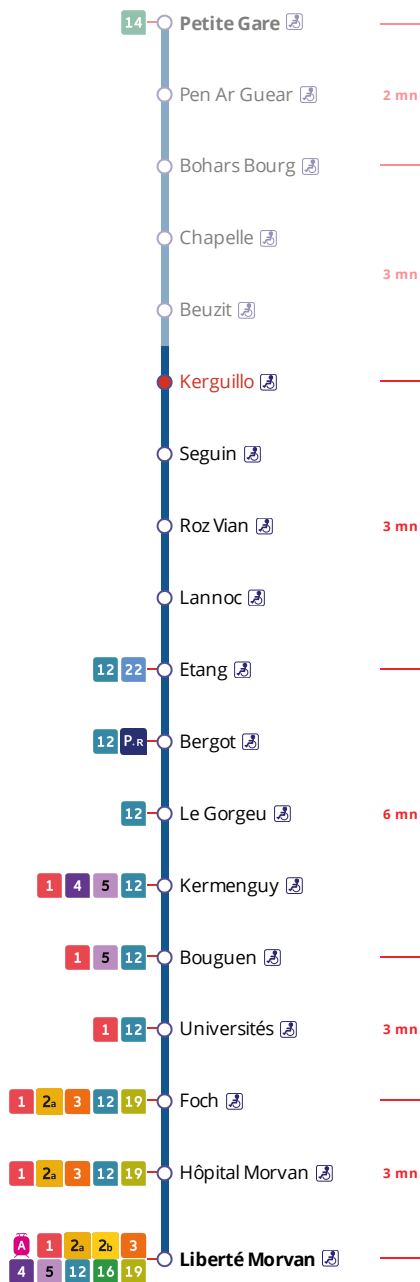 14 Petite Gare
Pen Ar Guear 2 mn
Bohars Bourg
Chapelle
3 mn
Beuzit
Kerguillo
Seguin
Roz Vian 3 mn
Lannoc
12 22 Etang
12 P.R Bergot
12 Le Gorgeu 6 mn
1 4 5 12 Kermenguy
1 5 12 Bouguen
1 12 Universités 3 mn
1 2a 3 12 19 Foch
1 2a 3 12 19 Hôpital Morvan 3 mn
A 1 2a 2b 3
4 5 12 16 19 Liberté Morvan